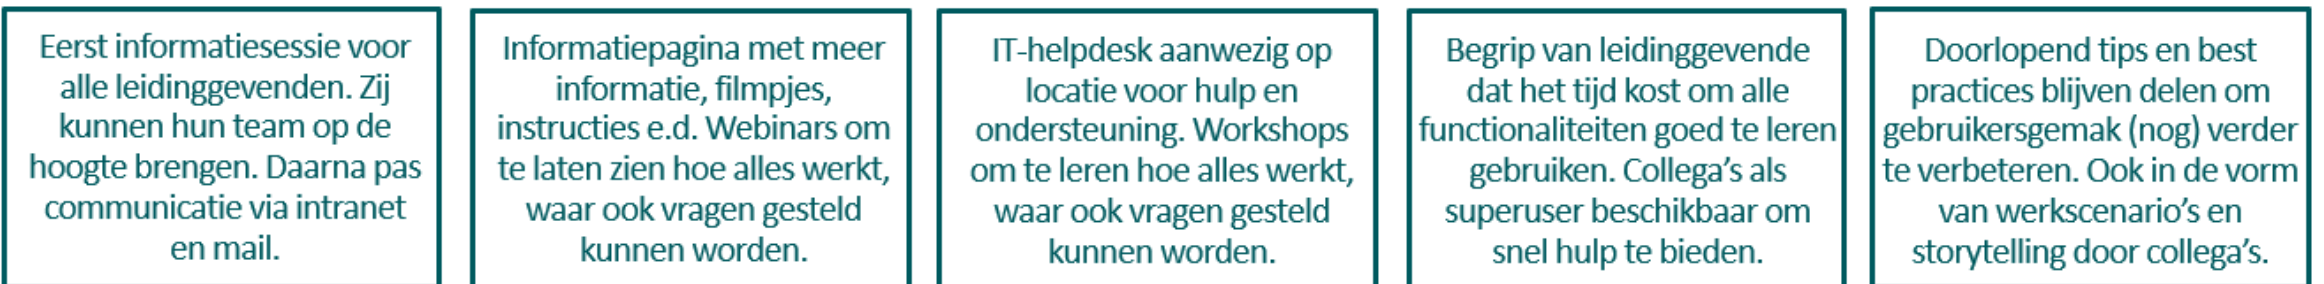 Eerst informatiesessie voor
alle leidinggevenden. Zij
kunnen hun team op de
hoogte brengen. Daarna pas
communicatie via intranet
en mail.
Informatiepagina met meer
informatie, filmpjes,
instructies e.d. Webinars om
te laten zien hoe alles werkt,
waar ook vragen gesteld
kunnen worden.
IT-helpdesk aanwezig op
locatie voor hulp en
ondersteuning. Workshops
om te leren hoe alles werkt,
waar ook vragen gesteld
kunnen worden.
Begrip van leidinggevende
dat het tijd kost om alle
functionaliteiten goed te leren
gebruiken. Collega’s als
superuser beschikbaar om
snel hulp te bieden.
Doorlopend tips en best
practices blijven delen om
gebruikersgemak (nog) verder
te verbeteren. Ook in de vorm
van werkscenario’s en
storytelling door collega’s.